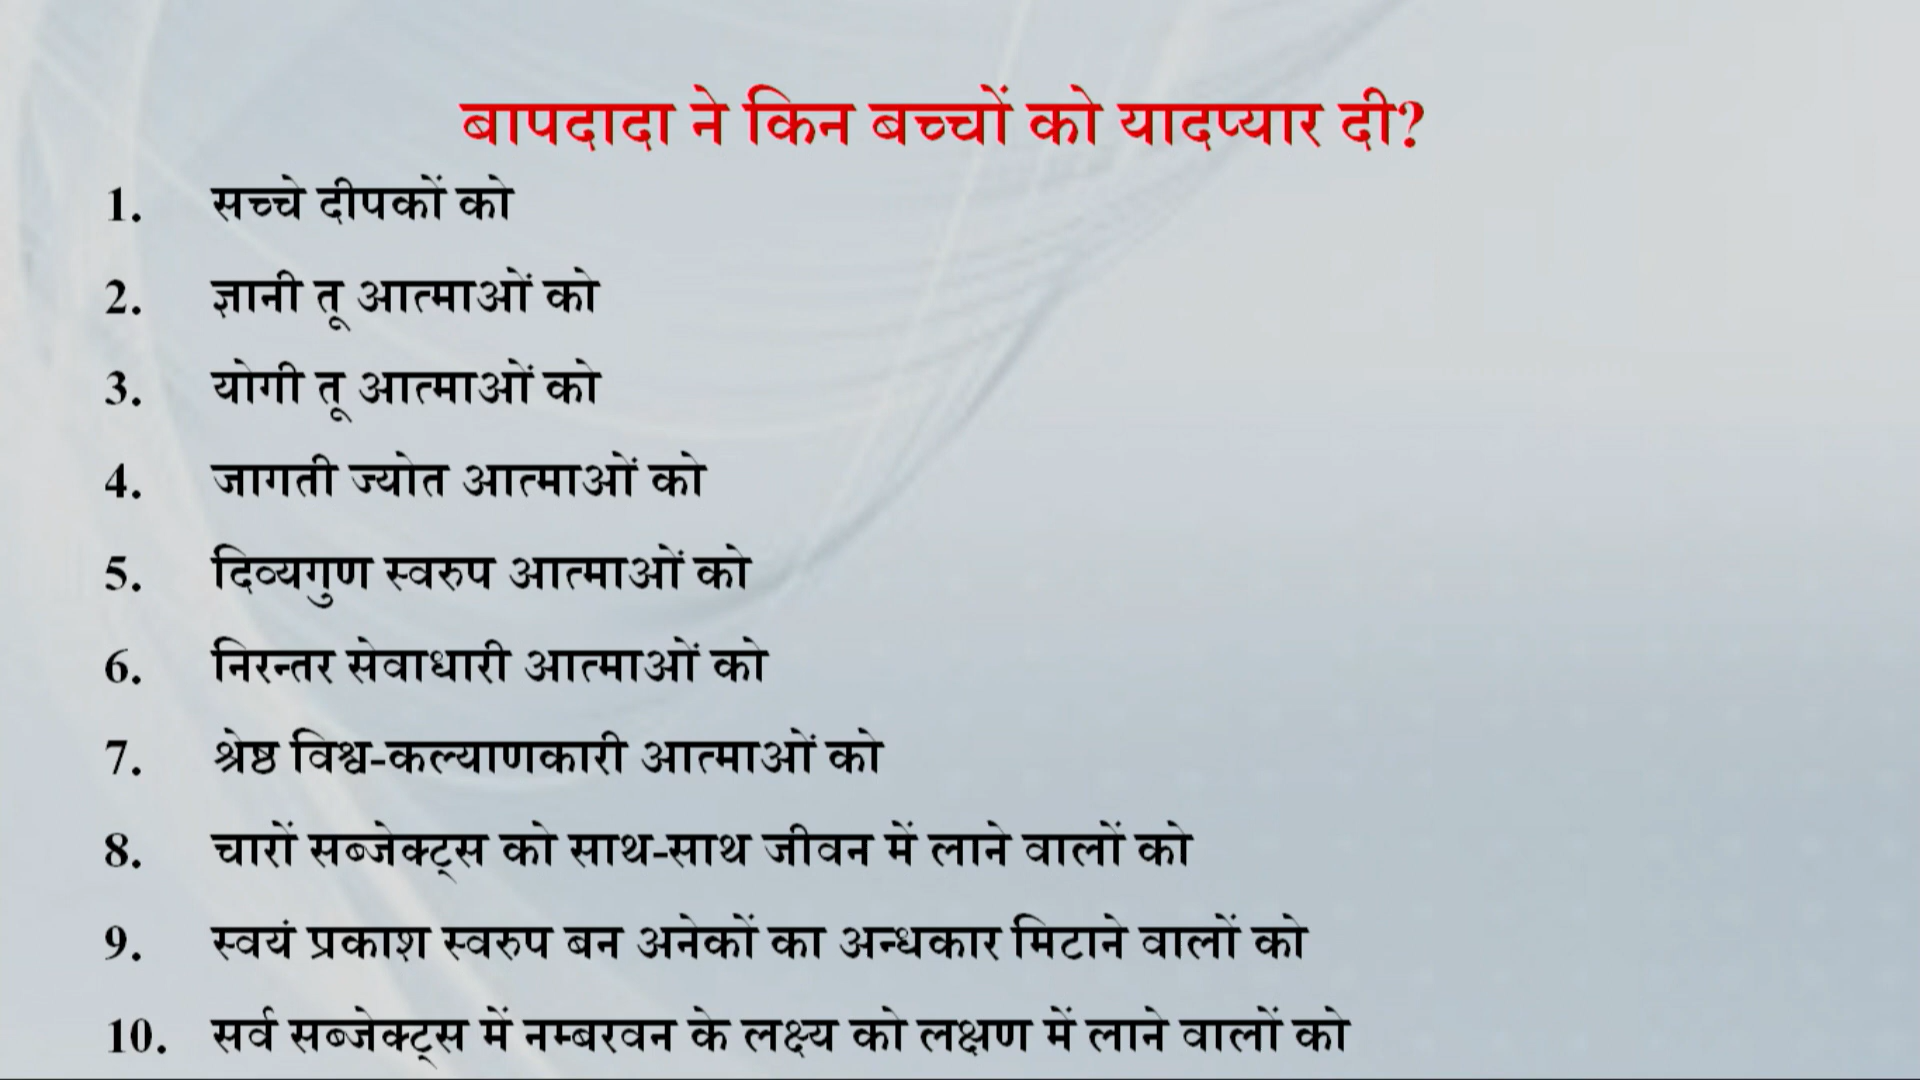 बापदादा ने किन बच्चों को यादप्यार दी?
1. सच्चे दीपकों को
2. ज्ञानी तू आत्माओं को
3. योगी तू आत्माओं को
4. जागती ज्योत आत्माओं को
5. दिव्यगुण स्वरुप आत्माओं को
6. निरन्तर सेवाधारी आत्माओं को
7. श्रेष्ठ विश्व-कल्याणकारी आत्माओं को
8. चारों सब्जेक्ट्स को साथ-साथ जीवन में लाने वालों को
9. स्वयं प्रकाश स्वरुप बन अनेकों का अन्धकार मिटाने वालों को
10. सर्व सब्जेक्ट्स में नम्बरवन के लक्ष्य को लक्षण में लाने वालों को